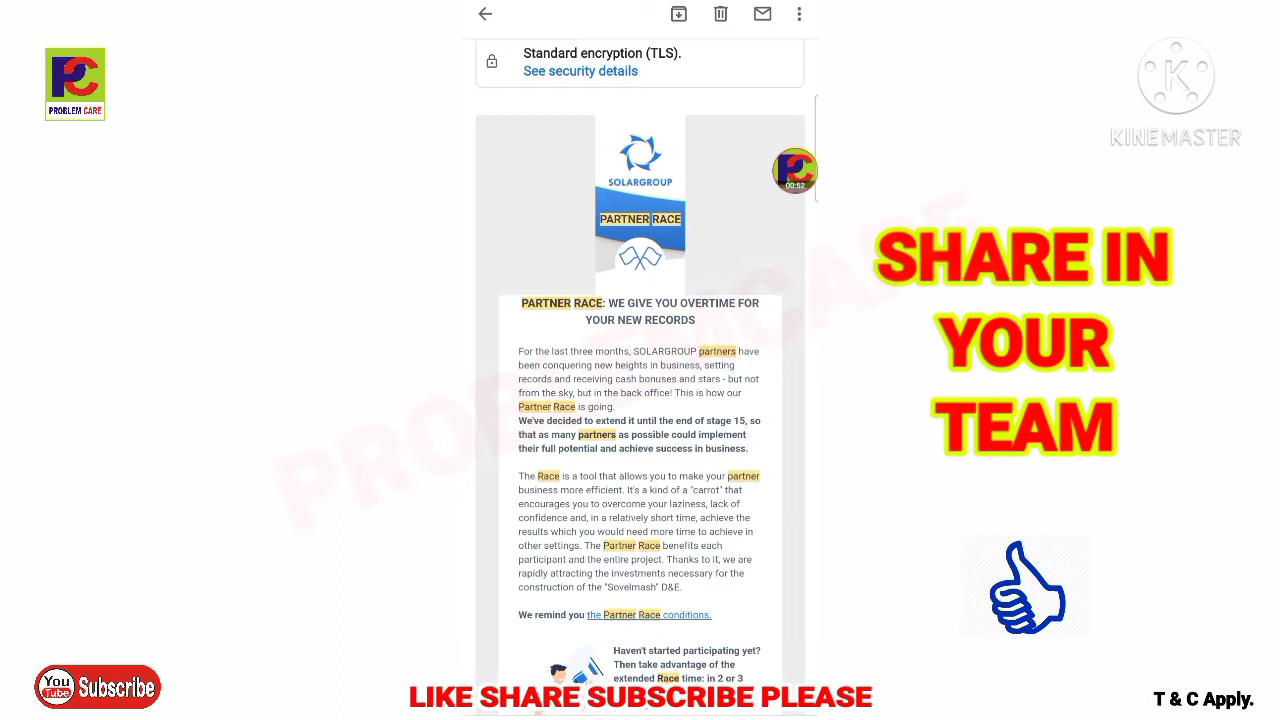 Standard encryption (TLS).
See security details
PC
PROBLEM CARE
K
KINEMASTER
SOLARGROUP
PC
00:52
PARTNER RACE
PARTNER RACE: WE GIVE YOU OVERTIME FOR
YOUR NEW RECORDS
For the last three months, SOLARGROUP partners have
been conquering new heights in business, setting
records and receiving cash bonuses and stars - but not
from the sky, but in the back office! This is how our
Partner Race is going.
We've decided to extend it until the end of stage 15, so
that as many partners as possible could implement
their full potential and achieve success in business.
The Race is a tool that allows you to make your partner
business more efficient. It's a kind of a "carrot" that
encourages you to overcome your laziness, lack of
confidence and, in a relatively short time, achieve the
results which you would need more time to achieve in
other settings. The Partner Race benefits each
participant and the entire project. Thanks to it, we are
rapidly attracting the investments necessary for the
construction of the "Sovelmash" D&E.
We remind you the Partner Race conditions.
Haven't started participating yet?
Then take advantage of the
extended Race time: in 2 or 3
PROBLEMCARE
SHARE IN
YOUR
TEAM
You Tube Subscribe
LIKE SHARE SUBSCRIBE PLEASE
T & C Apply.